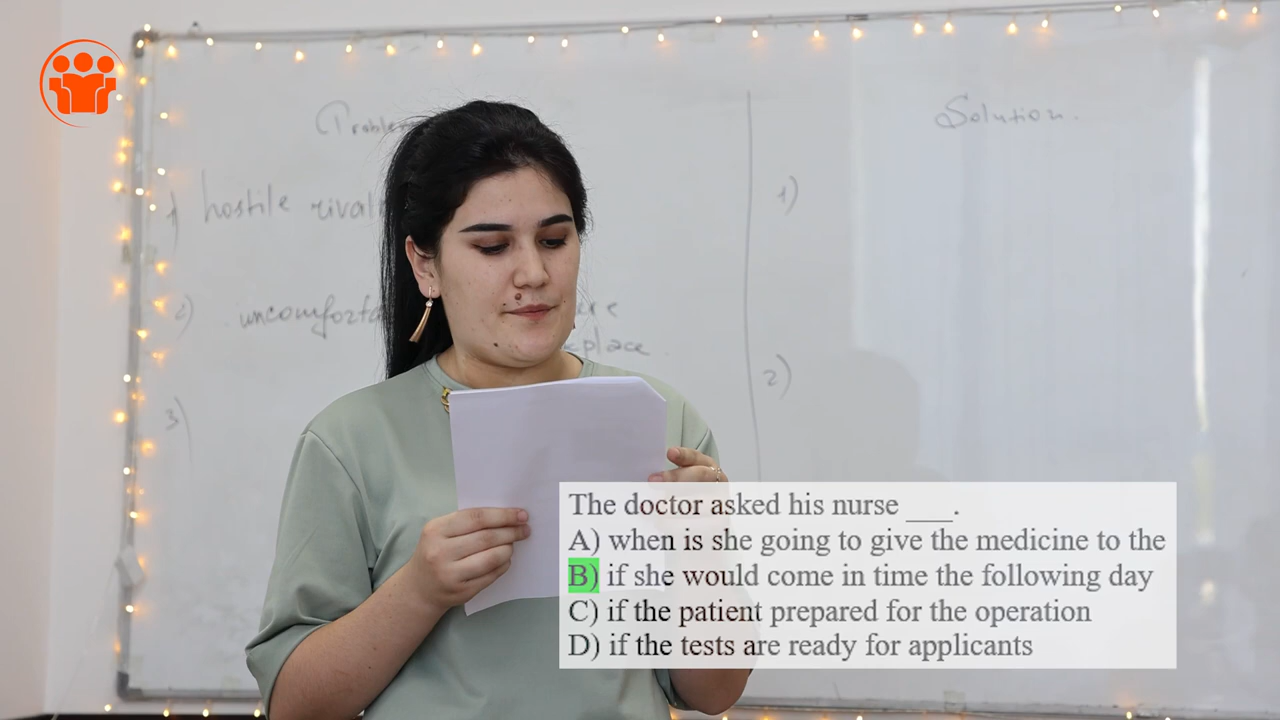 Solution.
1) hostile
1)
2) uncomforta
place
2)
3)
The doctor asked his nurse ___.
A) when is she going to give the medicine to the
B) if she would come in time the following day
C) if the patient prepared for the operation
D) if the tests are ready for applicants